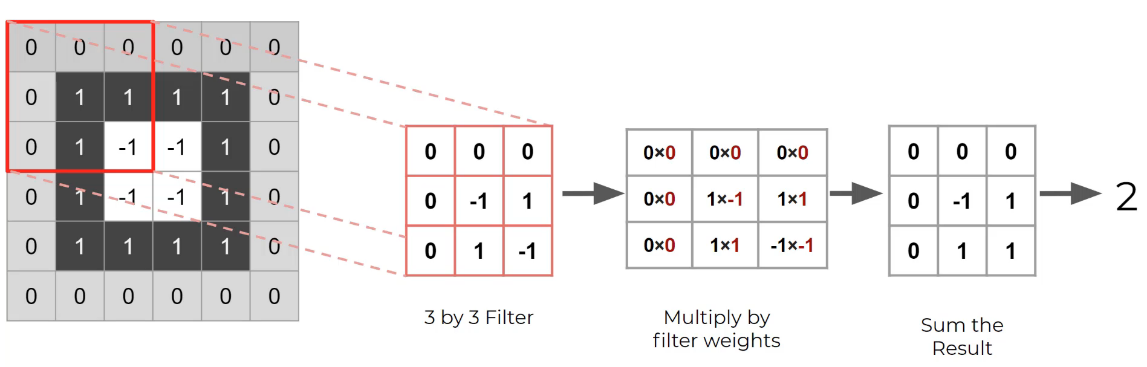 0 0 0 0 0 0
0 1 1 1 1 0
0 1 -1 -1 1 0
0 1 -1 -1 1 0
0 1 1 1 1 0
0 0 0 0 0 0
0 0 0
0 -1 1
0 1 -1
3 by 3 Filter
0×0 0×0 0×0
0×0 1×-1 1×1
0×0 1×1 -1×-1
Multiply by
filter weights
0 0 0
0 -1 1
0 1 1
Sum the
Result
2